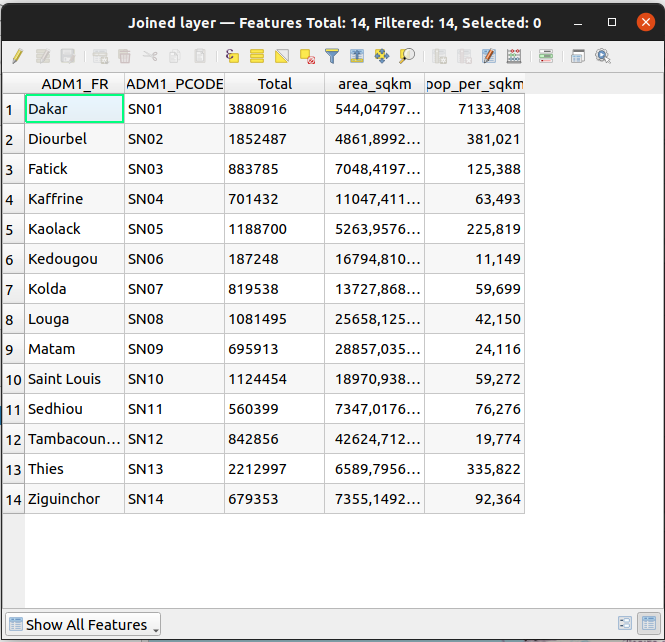 Joined layer — Features Total: 14, Filtered: 14, Selected: 0
ADM1_FR ADM1_PCODE Total area_sqkm pop_per_sqkm
1 Dakar SN01 3880916 544,04797… 7133,408
2 Diourbel SN02 1852487 4861,8992… 381,021
3 Fatick SN03 883785 7048,4197… 125,388
4 Kaffrine SN04 701432 11047,411… 63,493
5 Kaolack SN05 1188700 5263,9576… 225,819
6 Kedougou SN06 187248 16794,810… 11,149
7 Kolda SN07 819538 13727,868… 59,699
8 Louga SN08 1081495 25658,125… 42,150
9 Matam SN09 695913 28857,035… 24,116
10 Saint Louis SN10 1124454 18970,938… 59,272
11 Sedhiou SN11 560399 7347,0176… 76,276
12 Tambacoun… SN12 842856 42624,712… 19,774
13 Thies SN13 2212997 6589,7956… 335,822
14 Ziguinchor SN14 679353 7355,1492… 92,364
Show All Features